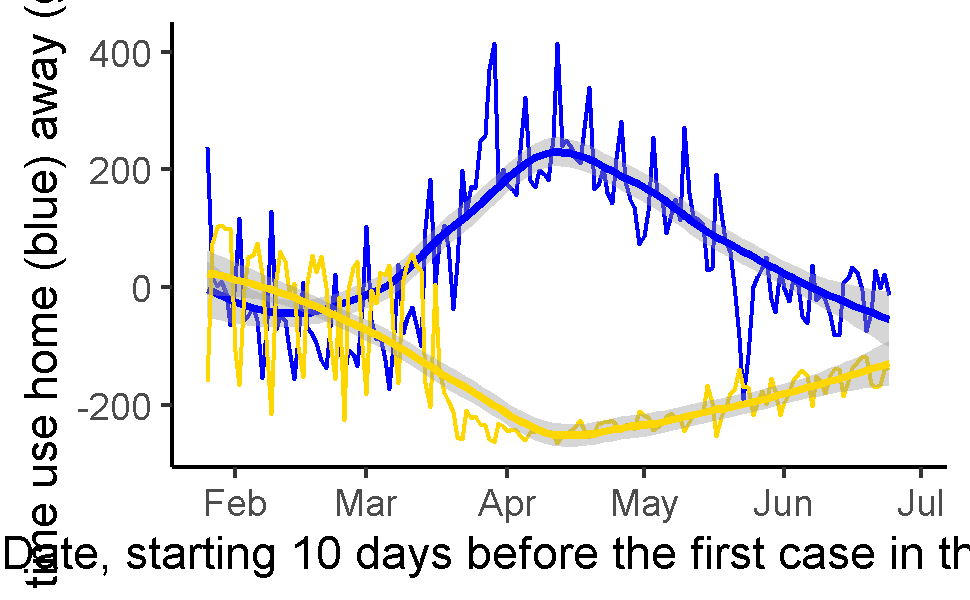 time use home (blue) away (
400
200
0
-200
Feb Mar Apr May Jun Jul
Date, starting 10 days before the first case in th